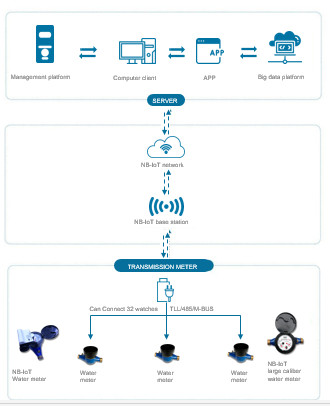 APP
Management platform
Computer client
APP
Big data platform
SERVER
NB-IoT network
NB-IoT base station
TRANSMISSION METER
Can Connect 32 watches
TLL/485/M-BUS
NB-IoT
Water meter
Water
meter
Water
meter
Water
meter
NB-IoT
large caliber
water meter